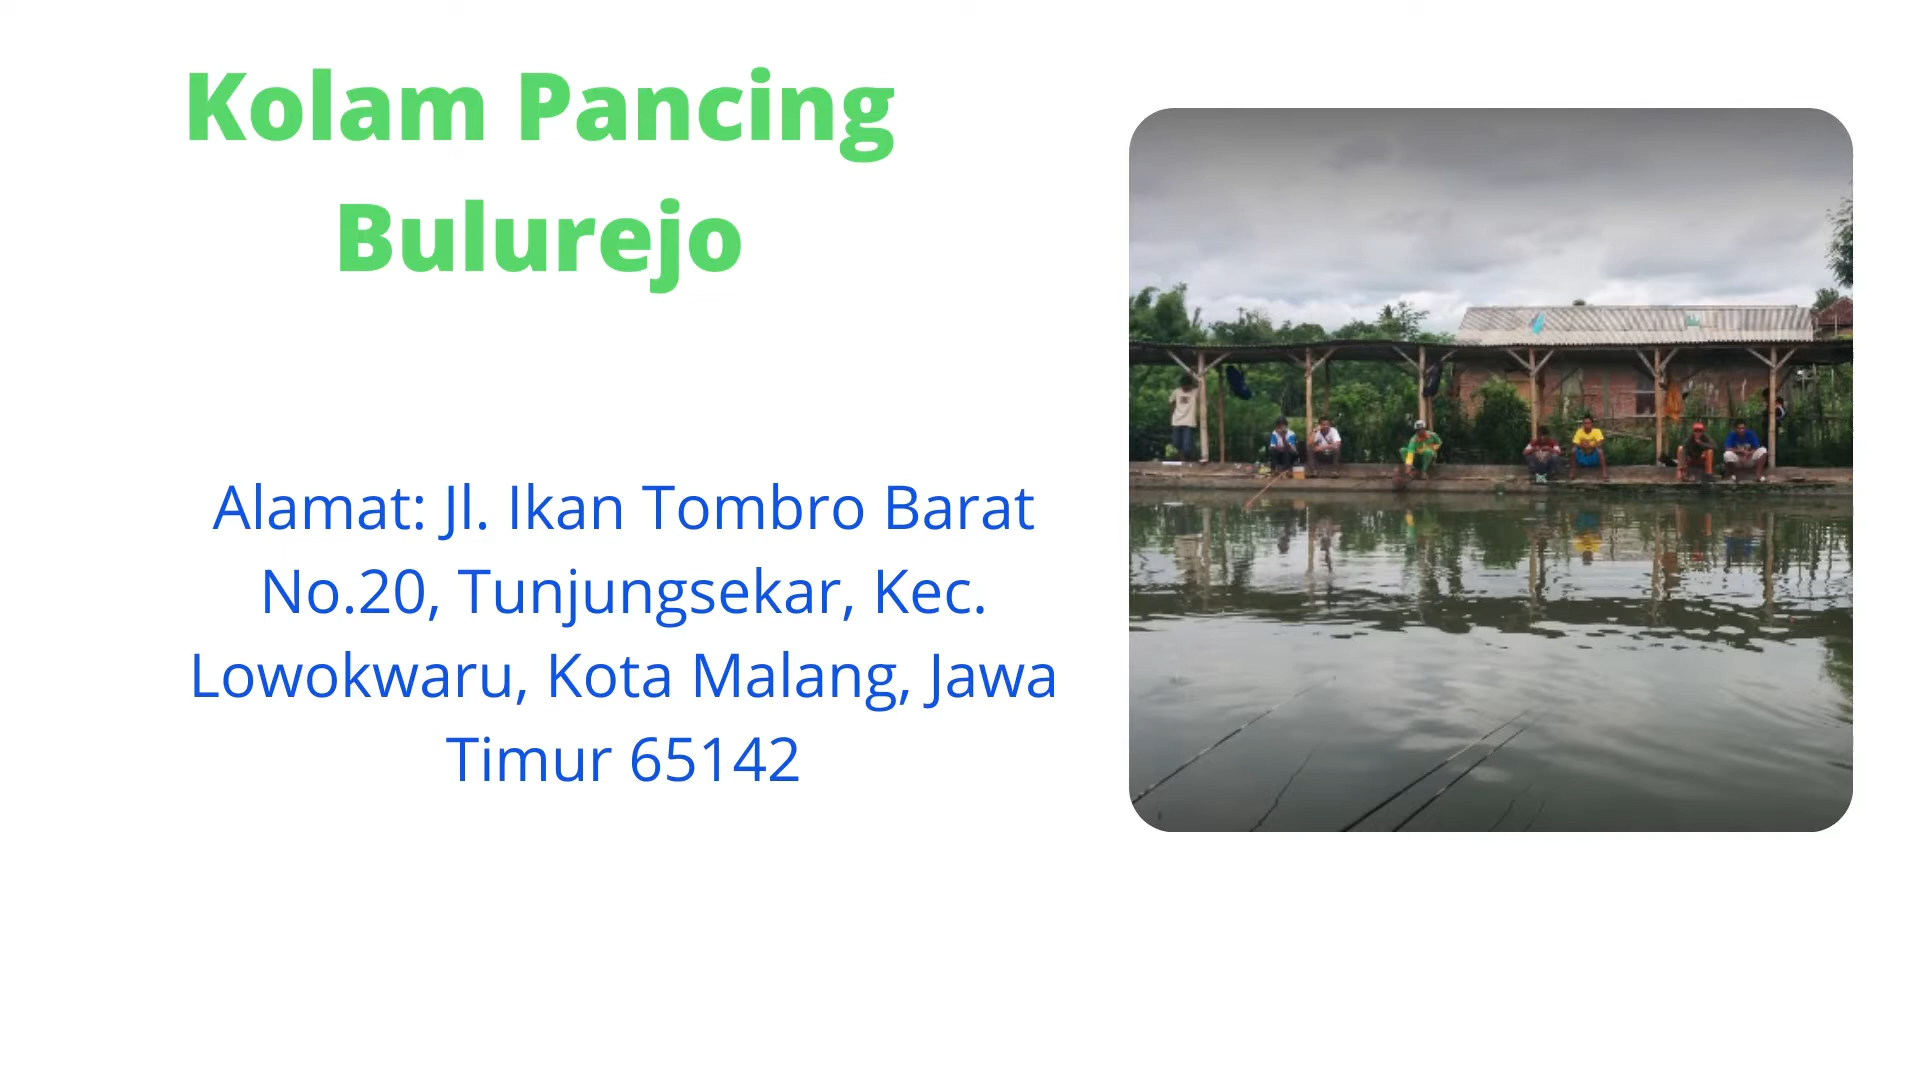 Kolam Pancing
Bulurejo
Alamat: Jl. Ikan Tombro Barat
No.20, Tunjungsekar, Kec.
Lowokwaru, Kota Malang, Jawa
Timur 65142